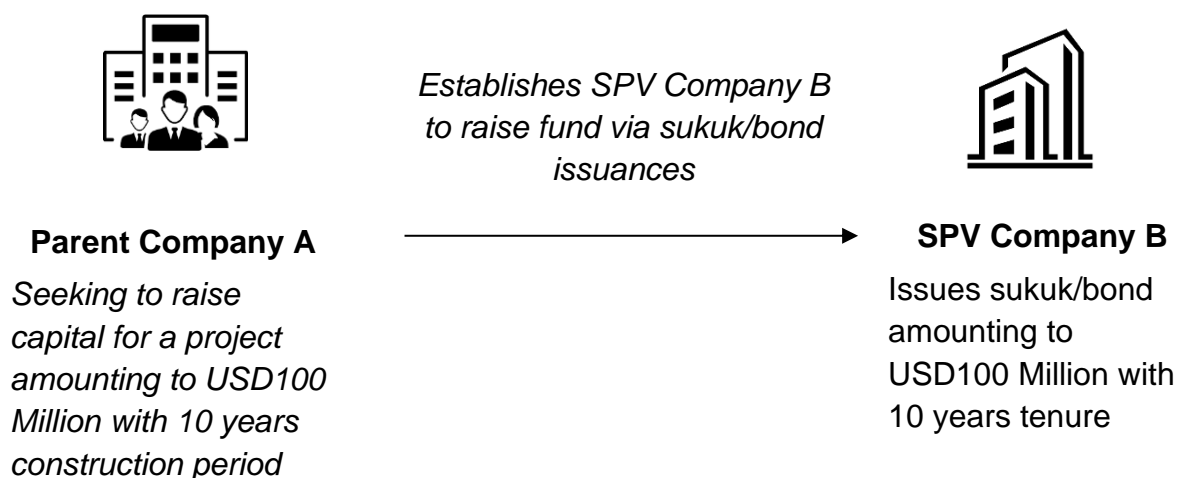 Establishes SPV Company B
to raise fund via sukuk/bond
issuances
Parent Company A
Seeking to raise
capital for a project
amounting to USD100
Million with 10 years
construction period
SPV Company B
Issues sukuk/bond
amounting to
USD100 Million with
10 years tenure